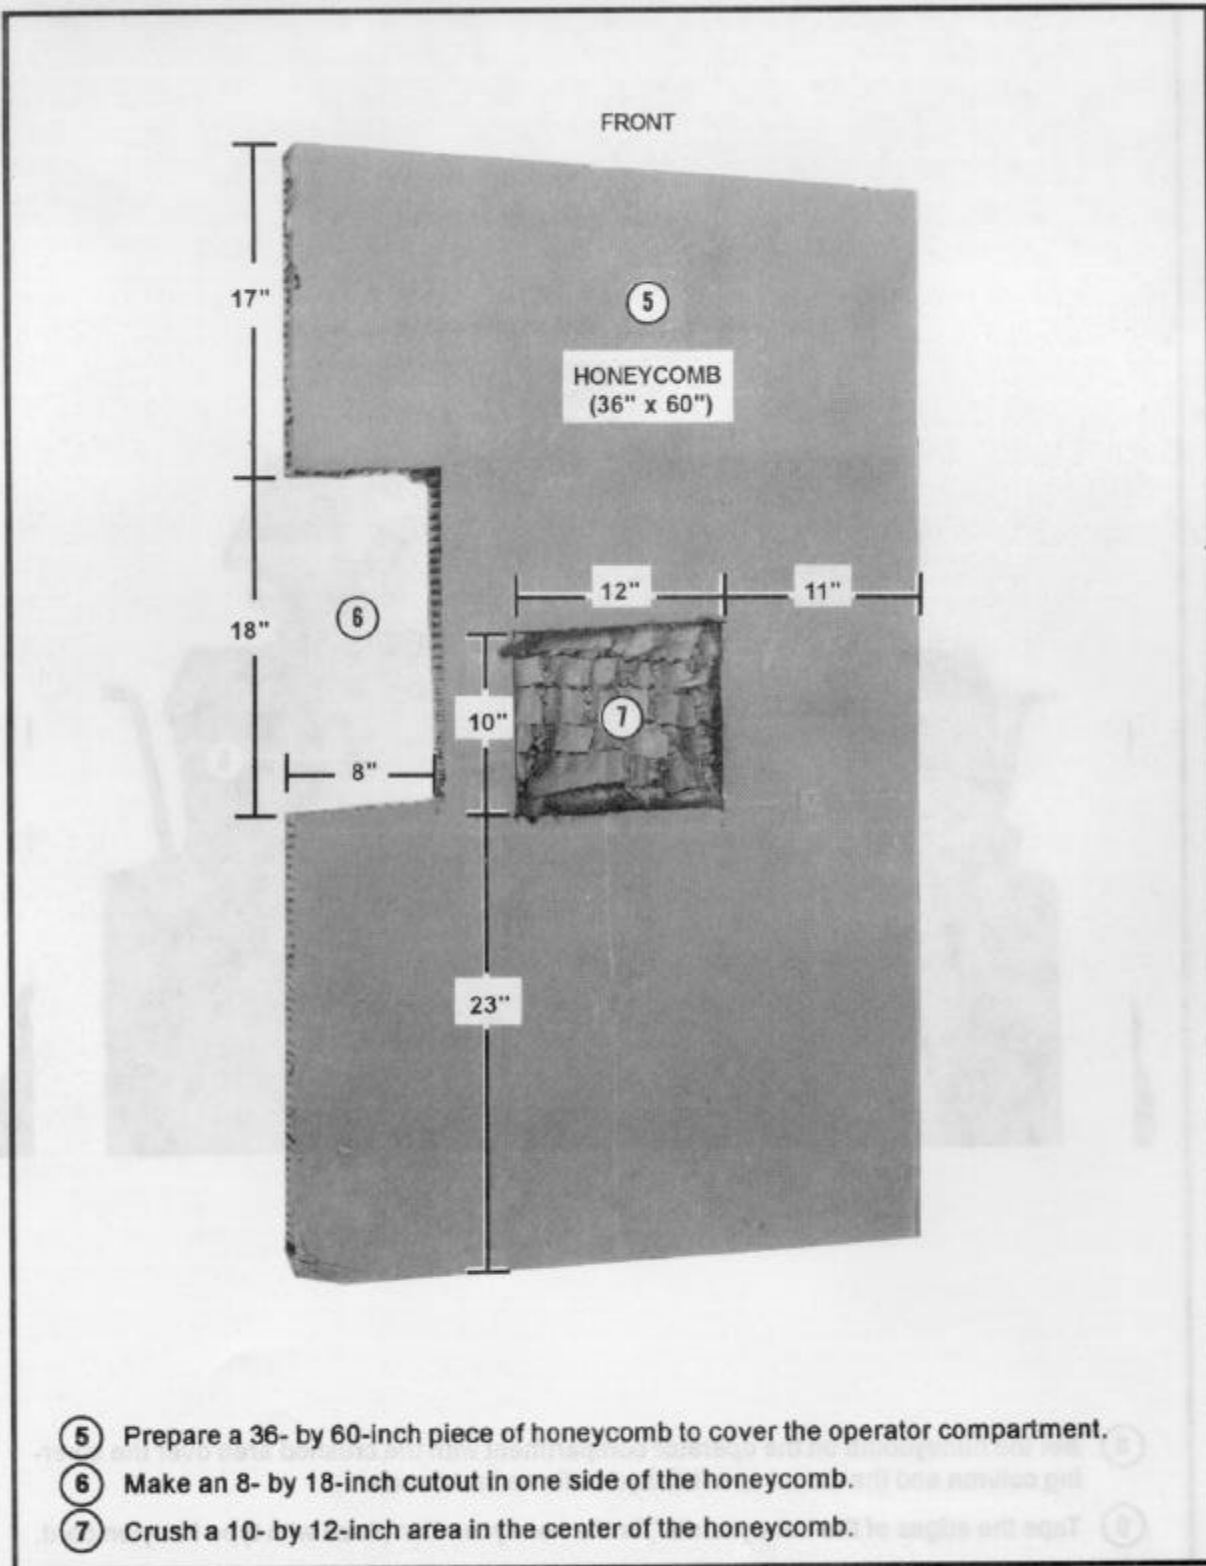 FRONT
17"
5
HONEYCOMB
(36" x 60")
12"
11"
6
18"
10"
7
8"
23"
5 Prepare a 36- by 60-inch piece of honeycomb to cover the operator compartment.
6 Make an 8- by 18-inch cutout in one side of the honeycomb.
7 Crush a 10- by 12-inch area in the center of the honeycomb.